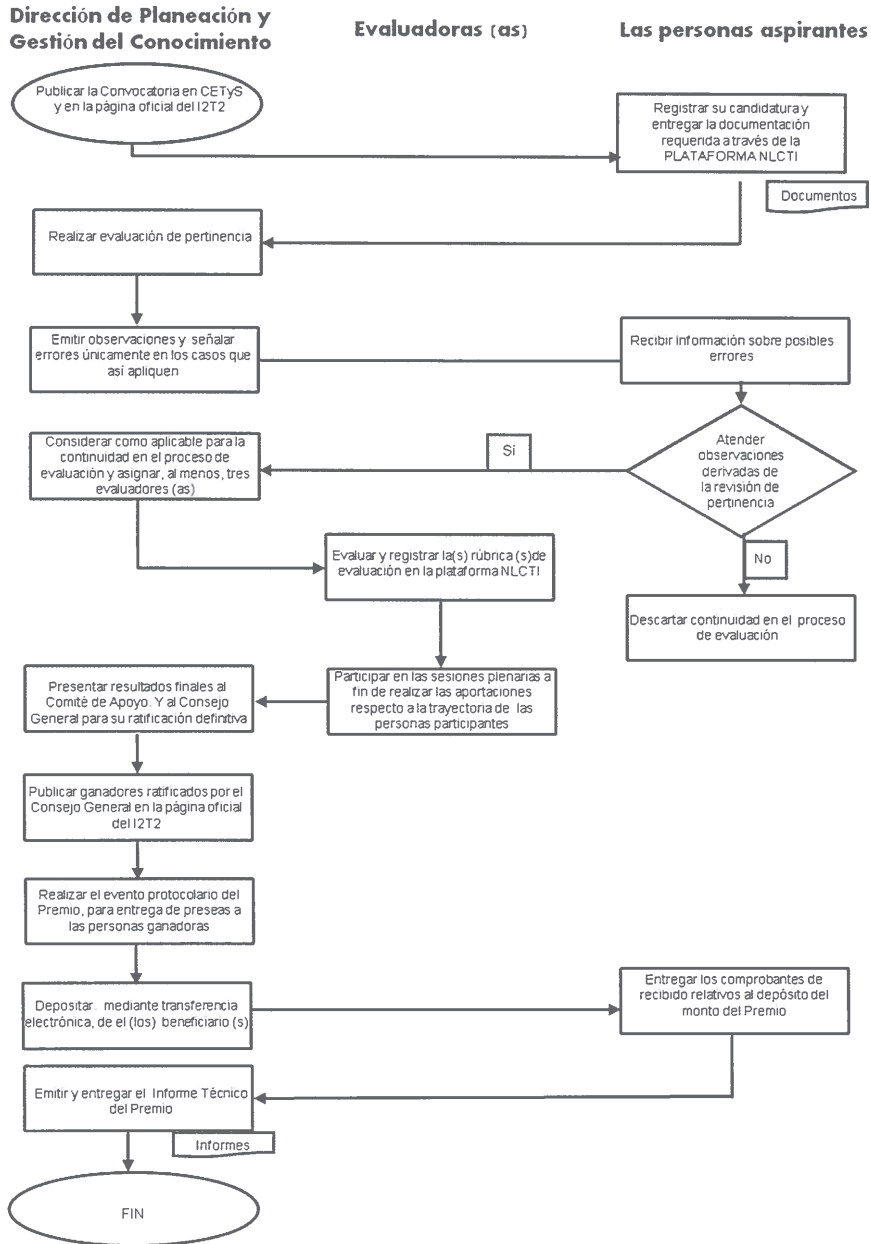 Dirección de Planeación y
Gestión del Conocimiento
Evaluadoras (as)
Las personas aspirantes
Publicar la Convocatoria en CETyS
y en la página oficial del I2T2
Registrar su candidatura y
entregar la documentación
requerida a través de la
PLATAFORMA NLCTI
Documentos
Realizar evaluación de pertinencia
Emitir observaciones y señalar
errores únicamente en los casos que
así apliquen
Recibir Información sobre posibles
errores
Considerar como aplicable para la
continuidad en el proceso de
evaluación y asignar, al menos, tres
evaluadores (as)
Sí
Atender
observaciones
derivadas de
la revisión de
pertinencia
No
Evaluar y registrar la(s) rúbrica (s)de
evaluación en la plataforma NLCTI
Descartar continuidad en el proceso
de evaluación
Presentar resultados finales al
Comité de Apoyo. Y al Consejo
General para su ratificación definitiva
Participar en las sesiones plenarias a
fin de realizar las aportaciones
respecto a la trayectoria de las
personas participantes
Publicar ganadores ratificados por el
Consejo General en la página oficial
del I2T2
Realizar el evento protocolario del
Premio, para entrega de preseas a
las personas ganadoras
Depositar. mediante transferencia
electrónica, de el (los) beneficiario (s)
Entregar los comprobantes de
recibido relativos al depósito del
monto del Premio
Emitir y entregar el Informe Técnico
del Premio
Informes
FIN